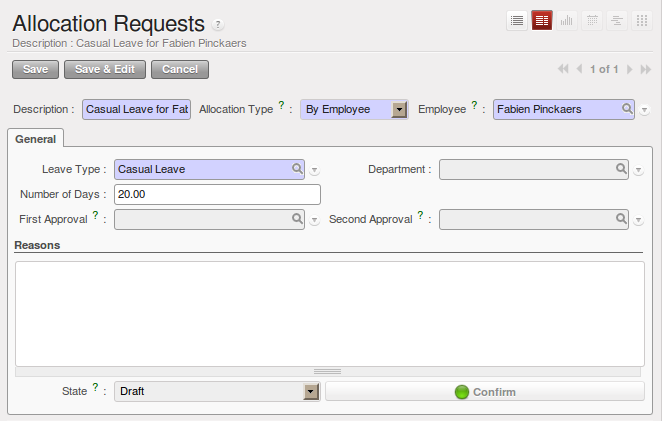 Allocation Requests ?
Description : Casual Leave for Fabien Pinckaers
Save Save & Edit Cancel 1 of 1
Description : Casual Leave for Fab Allocation Type ? : By Employee Employee ? : Fabien Pinckaers
General
Leave Type : Casual Leave Department :
Number of Days : 20.00
First Approval ? : Second Approval ? :
Reasons
State ? : Draft Confirm